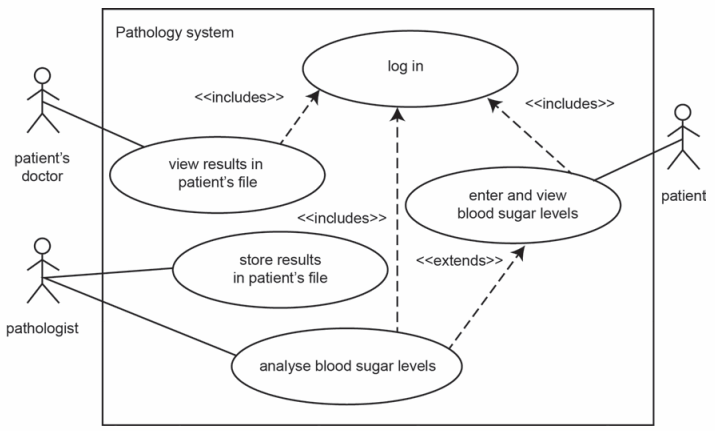 Pathology system
log in
<<includes>>
<<includes>>
patient's
doctor
view results in
patient's file
enter and view
blood sugar levels
patient
<<includes>>
store results
in patient's file
<<extends>>
pathologist
analyse blood sugar levels